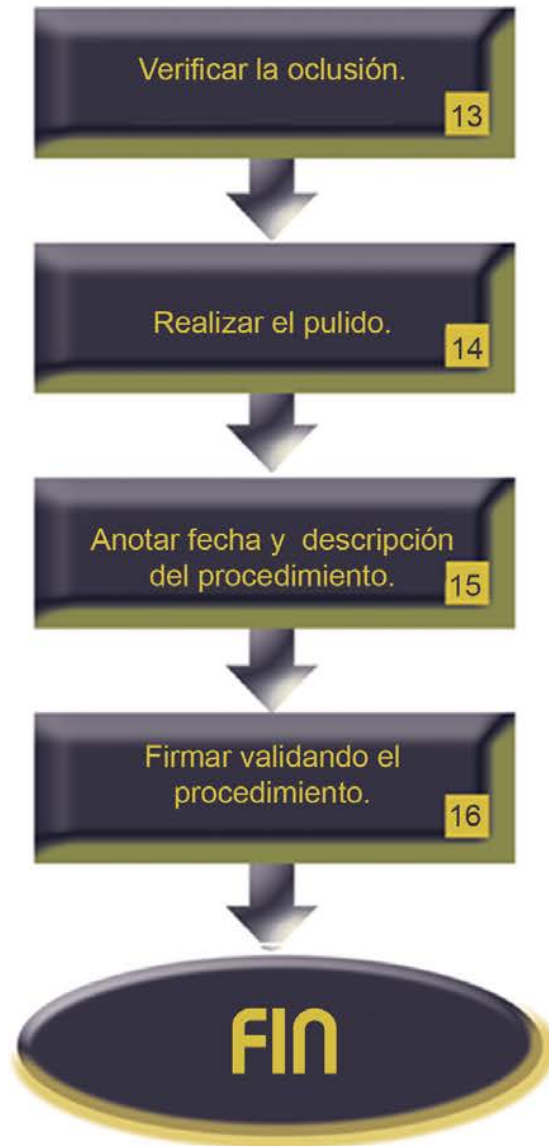 Verificar la oclusión.
13
Realizar el pulido.
14
Anotar fecha y descripción
del procedimiento.
15
Firmar validando el
procedimiento.
16
FIN